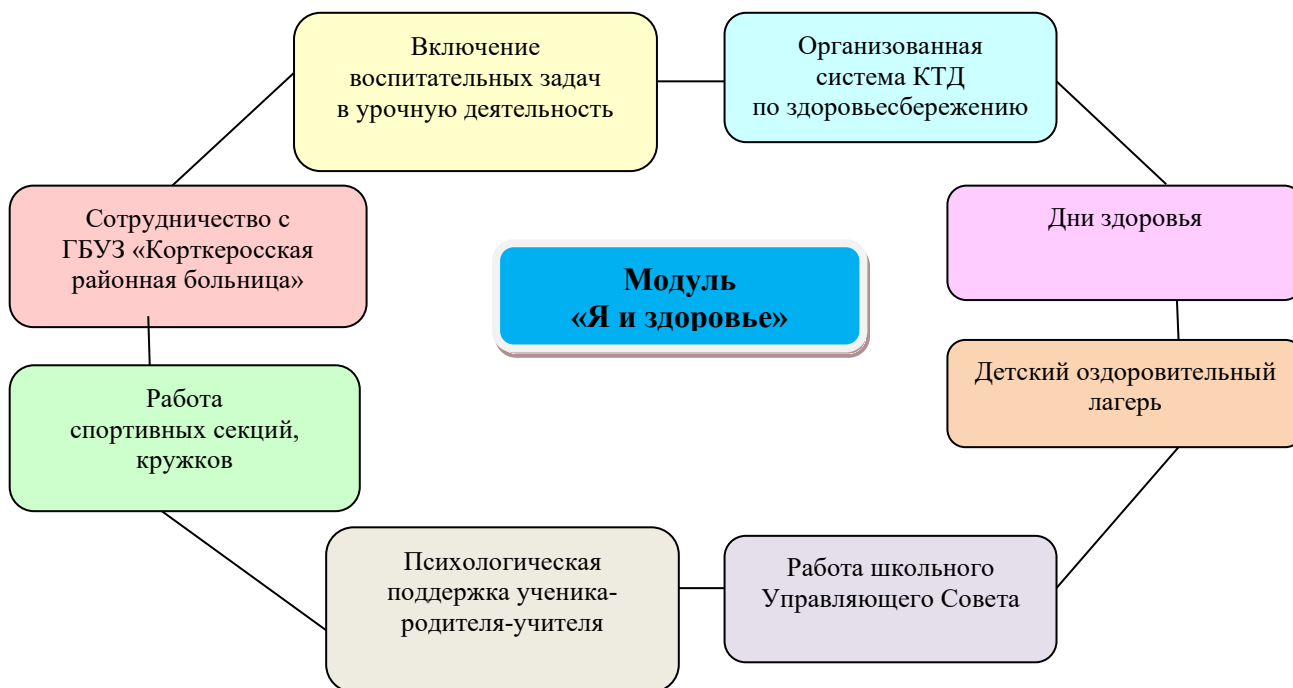 Включение
воспитательных задач
в урочную деятельность
Организованная
система КТД
по здоровьесбережению
Сотрудничество с
ГБУЗ «Корткеросская
районная больница»
Дни здоровья
Модуль
«Я и здоровье»
Работа
спортивных секций,
кружков
Детский оздоровительный
лагерь
Психологическая
поддержка ученика-
родителя-учителя
Работа школьного
Управляющего Совета